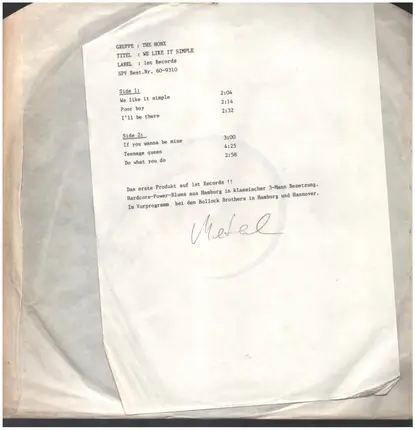 GRUPPE : THE BONE
TITEL : WE LIKE IT SIMPLE
LABEL : 1st Records
SPV Best.Nr. 60-9310
Side 1:
We like it simple 2:04
Poor boy 2:14
I'll be there 2:32
Side 2:
If you wanna be mine 3:00
Teenage queen 4:25
Do what you do 2:58
Das erste Produkt auf 1st Records !!
Hardcore-Power-Blues aus Hamburg in klassischer 3-Mann Besetzung.
Im Vorprogramm bei den Bollock Brothers in Hamburg und Hannover.
Metal